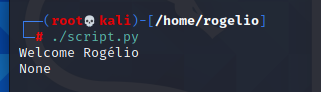 ┌──(root💀kali)-[/home/rogelio]
└─# ./script.py
Welcome Rogélio
None